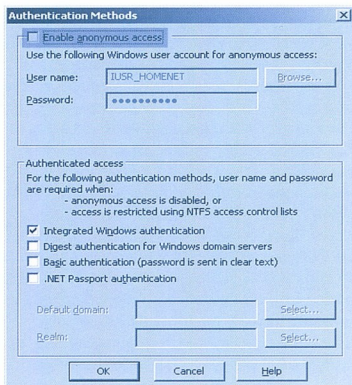 Authentication Methods
Enable anonymous access
Use the following Windows user account for anonymous access:
User name: IUSR_HOMENET Browse...
Password: ••••••••••
Authenticated access
For the following authentication methods, user name and password
are required when:
- anonymous access is disabled, or
- access is restricted using NTFS access control lists
Integrated Windows authentication
Digest authentication for Windows domain servers
Basic authentication (password is sent in clear text)
.NET Passport authentication
Default domain: Select...
Realm: Select...
OK Cancel Help